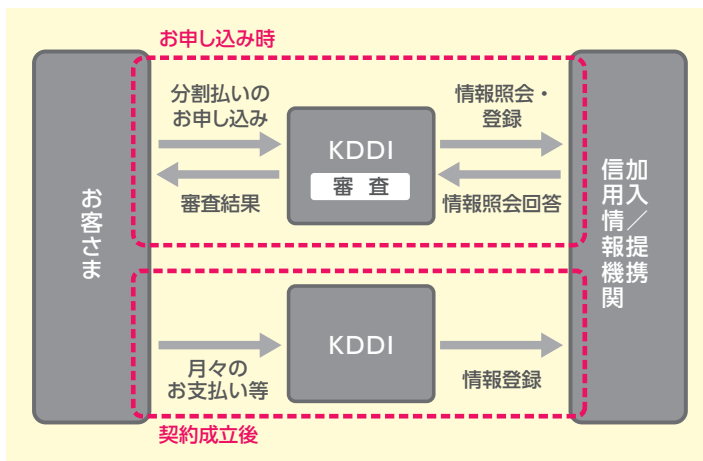 お申し込み時
お客さま
分割払いの
お申し込み
審査結果
KDDI
審 査
情報照会・
登録
情報照会回答
加入／提携
信用情報機関
月々の
お支払い等
KDDI
情報登録
契約成立後